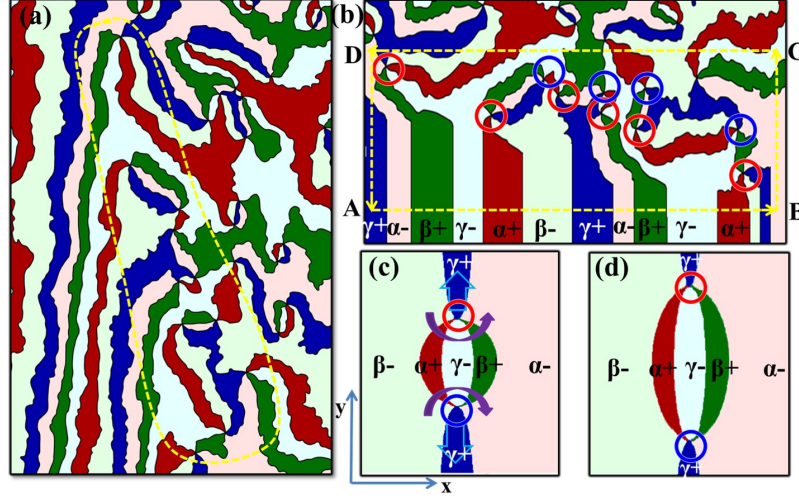 (a)
(b)
D
C
A
B
γ+ α- β+ γ- α+ β- γ+ α- β+ γ- α+
(c)
γ+
β- α+ γ- β+ α-
γ+
(d)
γ+
β- α+ γ- β+ α-
γ+
y
x